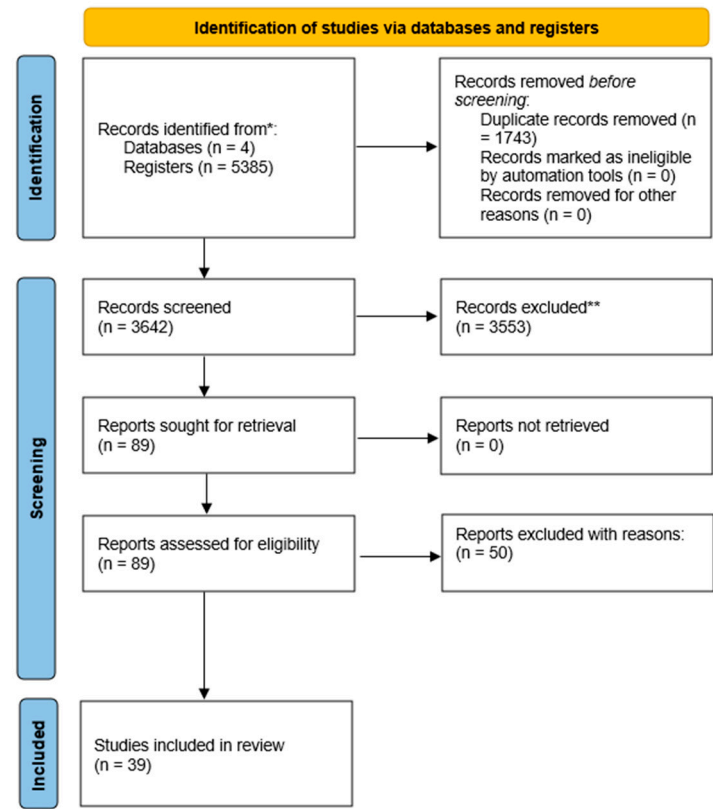 Identification of studies via databases and registers
Identification
Records identified from*:
Databases (n = 4)
Registers (n = 5385)
Records removed before
screening:
Duplicate records removed (n
= 1743)
Records marked as ineligible
by automation tools (n = 0)
Records removed for other
reasons (n = 0)
Screening
Records screened
(n = 3642)
Records excluded**
(n = 3553)
Reports sought for retrieval
(n = 89)
Reports not retrieved
(n = 0)
Reports assessed for eligibility
(n = 89)
Reports excluded with reasons:
(n = 50)
Included
Studies included in review
(n = 39)